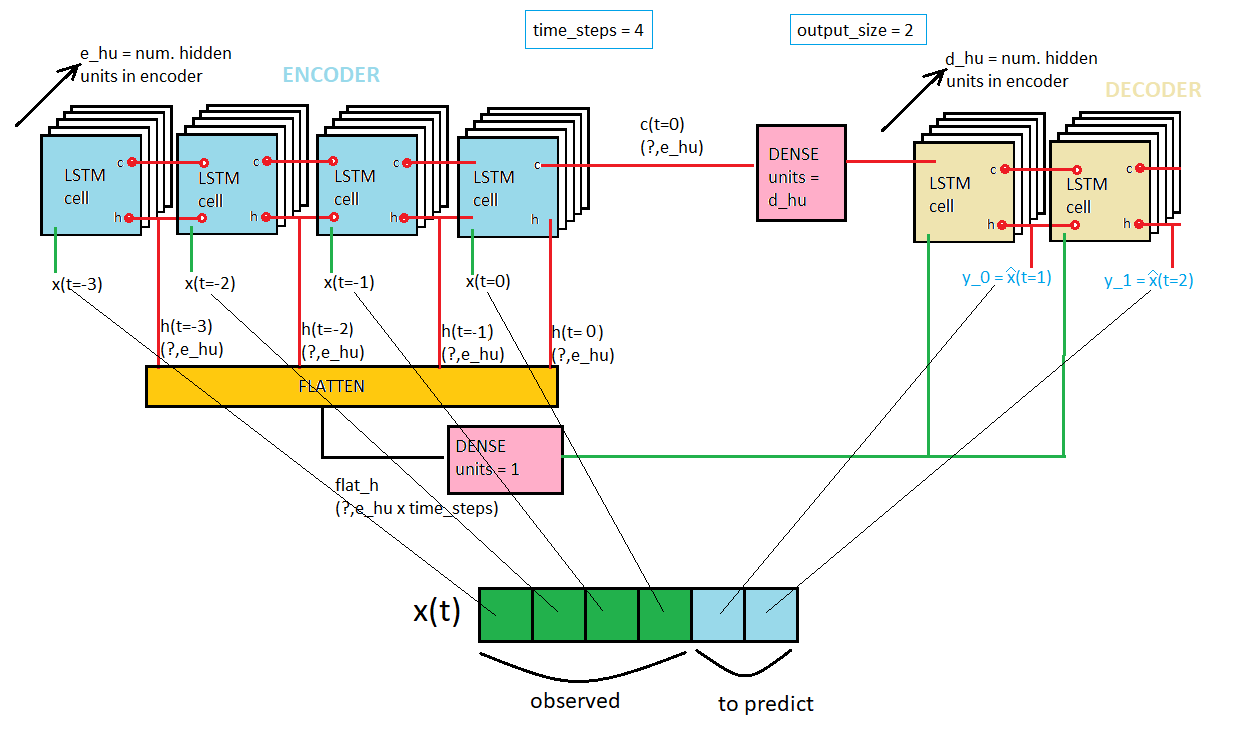 time_steps = 4
output_size = 2
e_hu = num. hidden
units in encoder
ENCODER
d_hu = num. hidden
units in encoder
DECODER
c
LSTM
cell
h
c
LSTM
cell
h
c
LSTM
cell
h
c
LSTM
cell
h
c(t=0)
(?,e_hu)
DENSE
units =
d_hu
c
LSTM
cell
h
c
LSTM
cell
h
x(t=-3)
x(t=-2)
x(t=-1)
x(t=0)
y_0 = x̂(t=1)
y_1 = x̂(t=2)
h(t=-3)
(?,e_hu)
h(t=-2)
(?,e_hu)
h(t=-1)
(?,e_hu)
h(t= 0)
(?,e_hu)
FLATTEN
DENSE
units = 1
flat_h
(?,e_hu x time_steps)
x(t)
observed
to predict